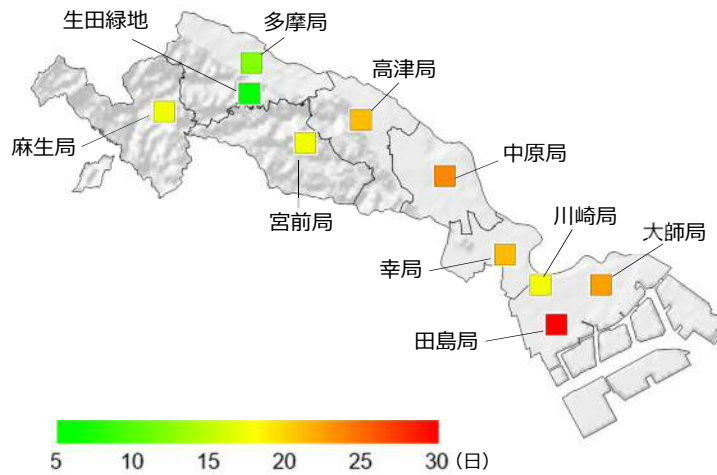 生田緑地
多摩局
高津局
麻生局
中原局
宮前局
川崎局
大師局
幸局
田島局
5 10 15 20 25 30 (日)